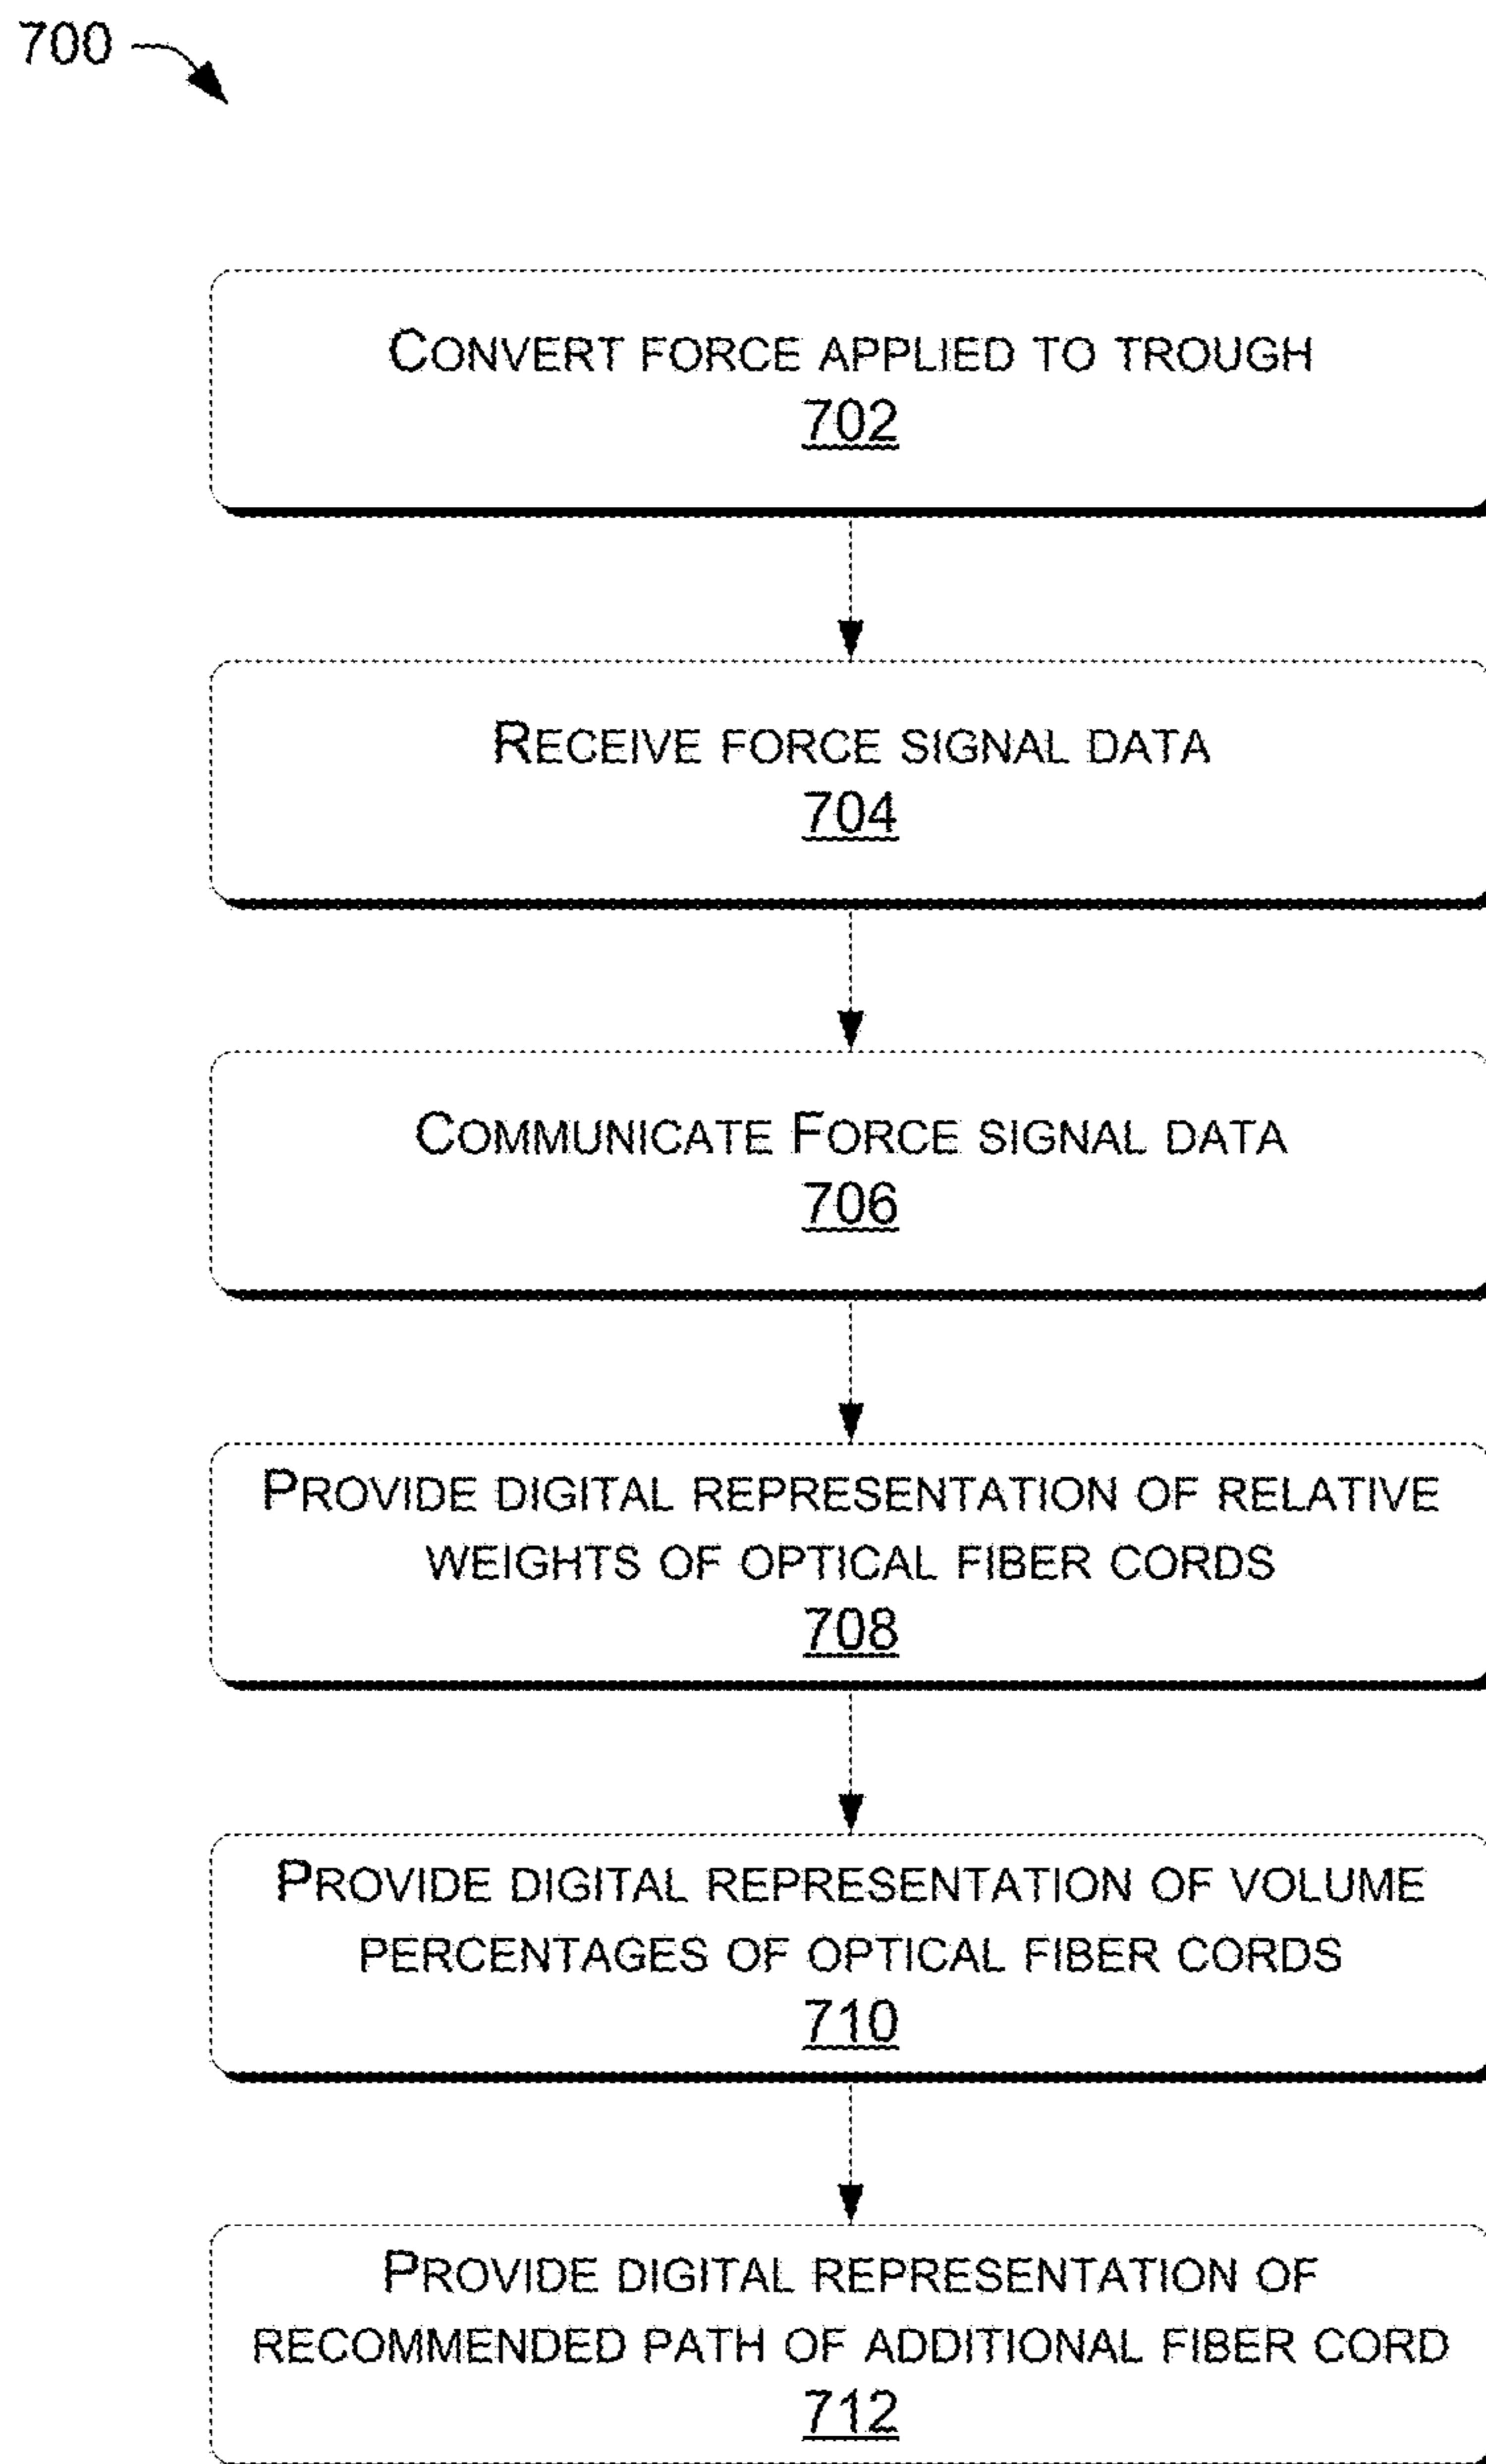 700
CONVERT FORCE APPLIED TO TROUGH
702
RECEIVE FORCE SIGNAL DATA
704
COMMUNICATE FORCE SIGNAL DATA
706
PROVIDE DIGITAL REPRESENTATION OF RELATIVE
WEIGHTS OF OPTICAL FIBER CORDS
708
PROVIDE DIGITAL REPRESENTATION OF VOLUME
PERCENTAGES OF OPTICAL FIBER CORDS
710
PROVIDE DIGITAL REPRESENTATION OF
RECOMMENDED PATH OF ADDITIONAL FIBER CORD
712